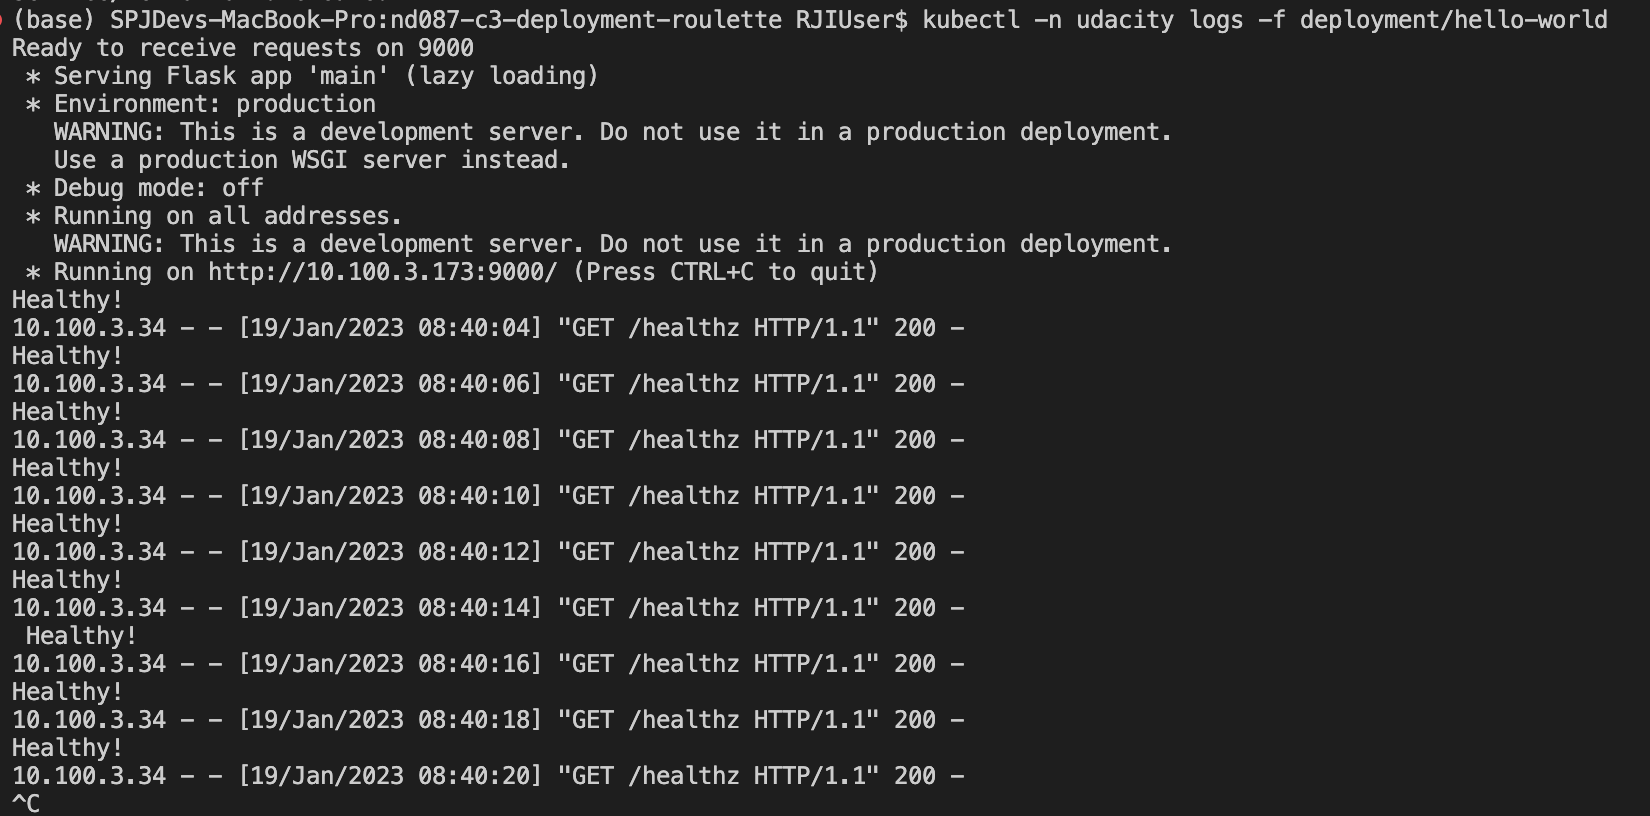 (base) SPJDevs-MacBook-Pro:nd087-c3-deployment-roulette RJIUser$ kubectl -n udacity logs -f deployment/hello-world
Ready to receive requests on 9000
 * Serving Flask app 'main' (lazy loading)
 * Environment: production
   WARNING: This is a development server. Do not use it in a production deployment.
   Use a production WSGI server instead.
 * Debug mode: off
 * Running on all addresses.
   WARNING: This is a development server. Do not use it in a production deployment.
 * Running on http://10.100.3.173:9000/ (Press CTRL+C to quit)
Healthy!
10.100.3.34 - - [19/Jan/2023 08:40:04] "GET /healthz HTTP/1.1" 200 -
Healthy!
10.100.3.34 - - [19/Jan/2023 08:40:06] "GET /healthz HTTP/1.1" 200 -
Healthy!
10.100.3.34 - - [19/Jan/2023 08:40:08] "GET /healthz HTTP/1.1" 200 -
Healthy!
10.100.3.34 - - [19/Jan/2023 08:40:10] "GET /healthz HTTP/1.1" 200 -
Healthy!
10.100.3.34 - - [19/Jan/2023 08:40:12] "GET /healthz HTTP/1.1" 200 -
Healthy!
10.100.3.34 - - [19/Jan/2023 08:40:14] "GET /healthz HTTP/1.1" 200 -
 Healthy!
10.100.3.34 - - [19/Jan/2023 08:40:16] "GET /healthz HTTP/1.1" 200 -
Healthy!
10.100.3.34 - - [19/Jan/2023 08:40:18] "GET /healthz HTTP/1.1" 200 -
Healthy!
10.100.3.34 - - [19/Jan/2023 08:40:20] "GET /healthz HTTP/1.1" 200 -
^C